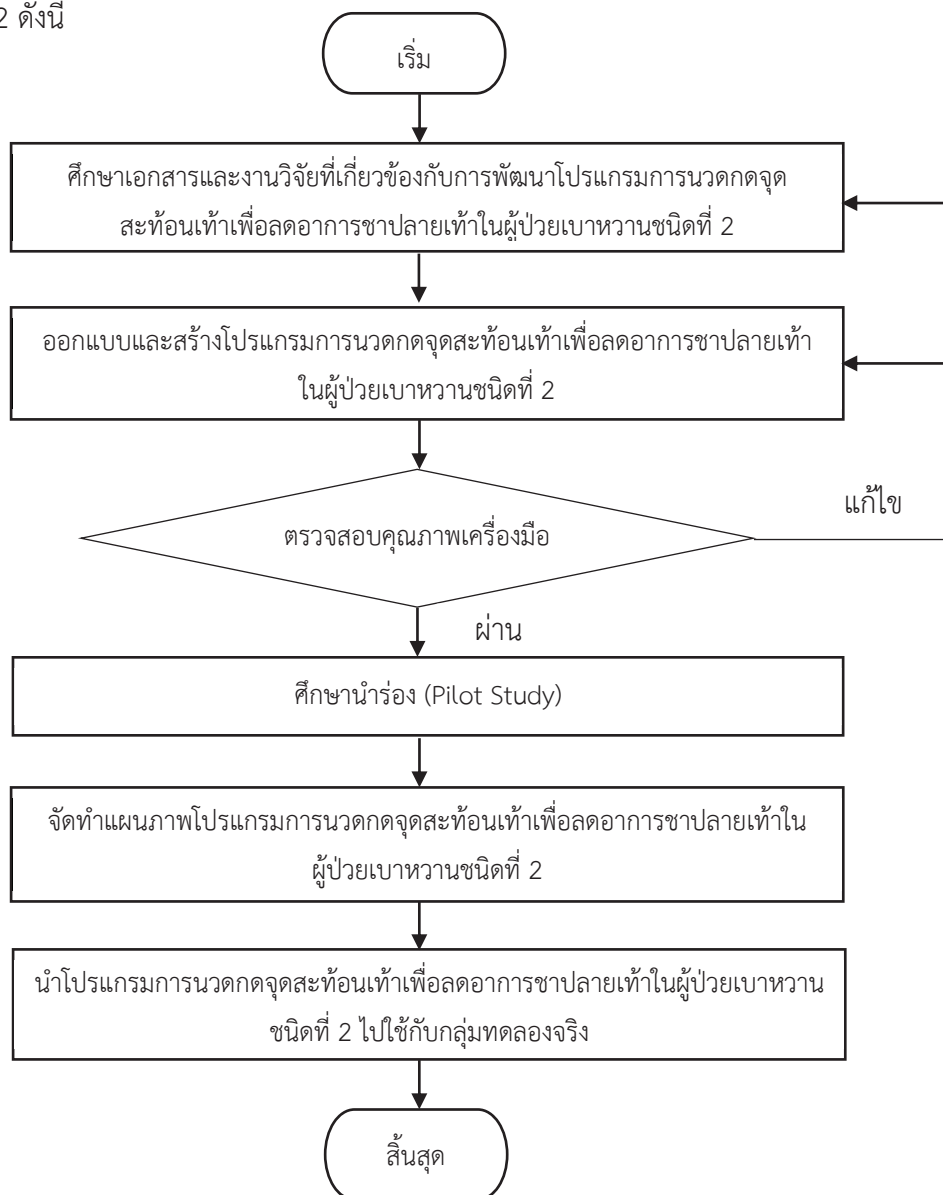 2 ดังนี้
เริ่ม
ศึกษาเอกสารและงานวิจัยที่เกี่ยวข้องกับการพัฒนาโปรแกรมการนวดกดจุด
สะท้อนเท้าเพื่อลดอาการชาปลายเท้าในผู้ป่วยเบาหวานชนิดที่ 2
ออกแบบและสร้างโปรแกรมการนวดกดจุดสะท้อนเท้าเพื่อลดอาการชาปลายเท้า
ในผู้ป่วยเบาหวานชนิดที่ 2
แก้ไข
ตรวจสอบคุณภาพเครื่องมือ
ผ่าน
ศึกษานำร่อง (Pilot Study)
จัดทำแผนภาพโปรแกรมการนวดกดจุดสะท้อนเท้าเพื่อลดอาการชาปลายเท้าใน
ผู้ป่วยเบาหวานชนิดที่ 2
นำโปรแกรมการนวดกดจุดสะท้อนเท้าเพื่อลดอาการชาปลายเท้าในผู้ป่วยเบาหวาน
ชนิดที่ 2 ไปใช้กับกลุ่มทดลองจริง
สิ้นสุด